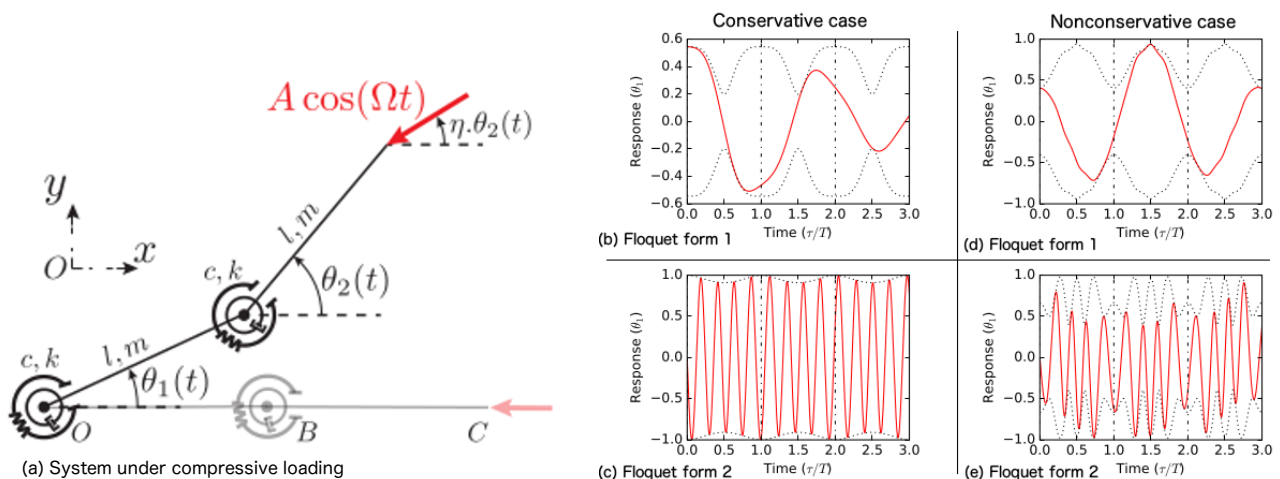 A cos(Ωt)
η.θ₂(t)
y
O
x
l, m
c, k
θ₂(t)
l, m
c, k
θ₁(t)
O
B
C
(a) System under compressive loading
Conservative case
Nonconservative case
0.6
0.4
0.2
0.0
−0.2
−0.4
−0.6
Response (θ₁)
0.0 0.5 1.0 1.5 2.0 2.5 3.0
Time (τ/T)
(b) Floquet form 1
1.0
0.5
0.0
−0.5
−1.0
Response (θ₁)
0.0 0.5 1.0 1.5 2.0 2.5 3.0
Time (τ/T)
(d) Floquet form 1
1.0
0.5
0.0
−0.5
−1.0
Response (θ₁)
0.0 0.5 1.0 1.5 2.0 2.5 3.0
Time (τ/T)
(c) Floquet form 2
1.0
0.5
0.0
−0.5
−1.0
Response (θ₁)
0.0 0.5 1.0 1.5 2.0 2.5 3.0
Time (τ/T)
(e) Floquet form 2